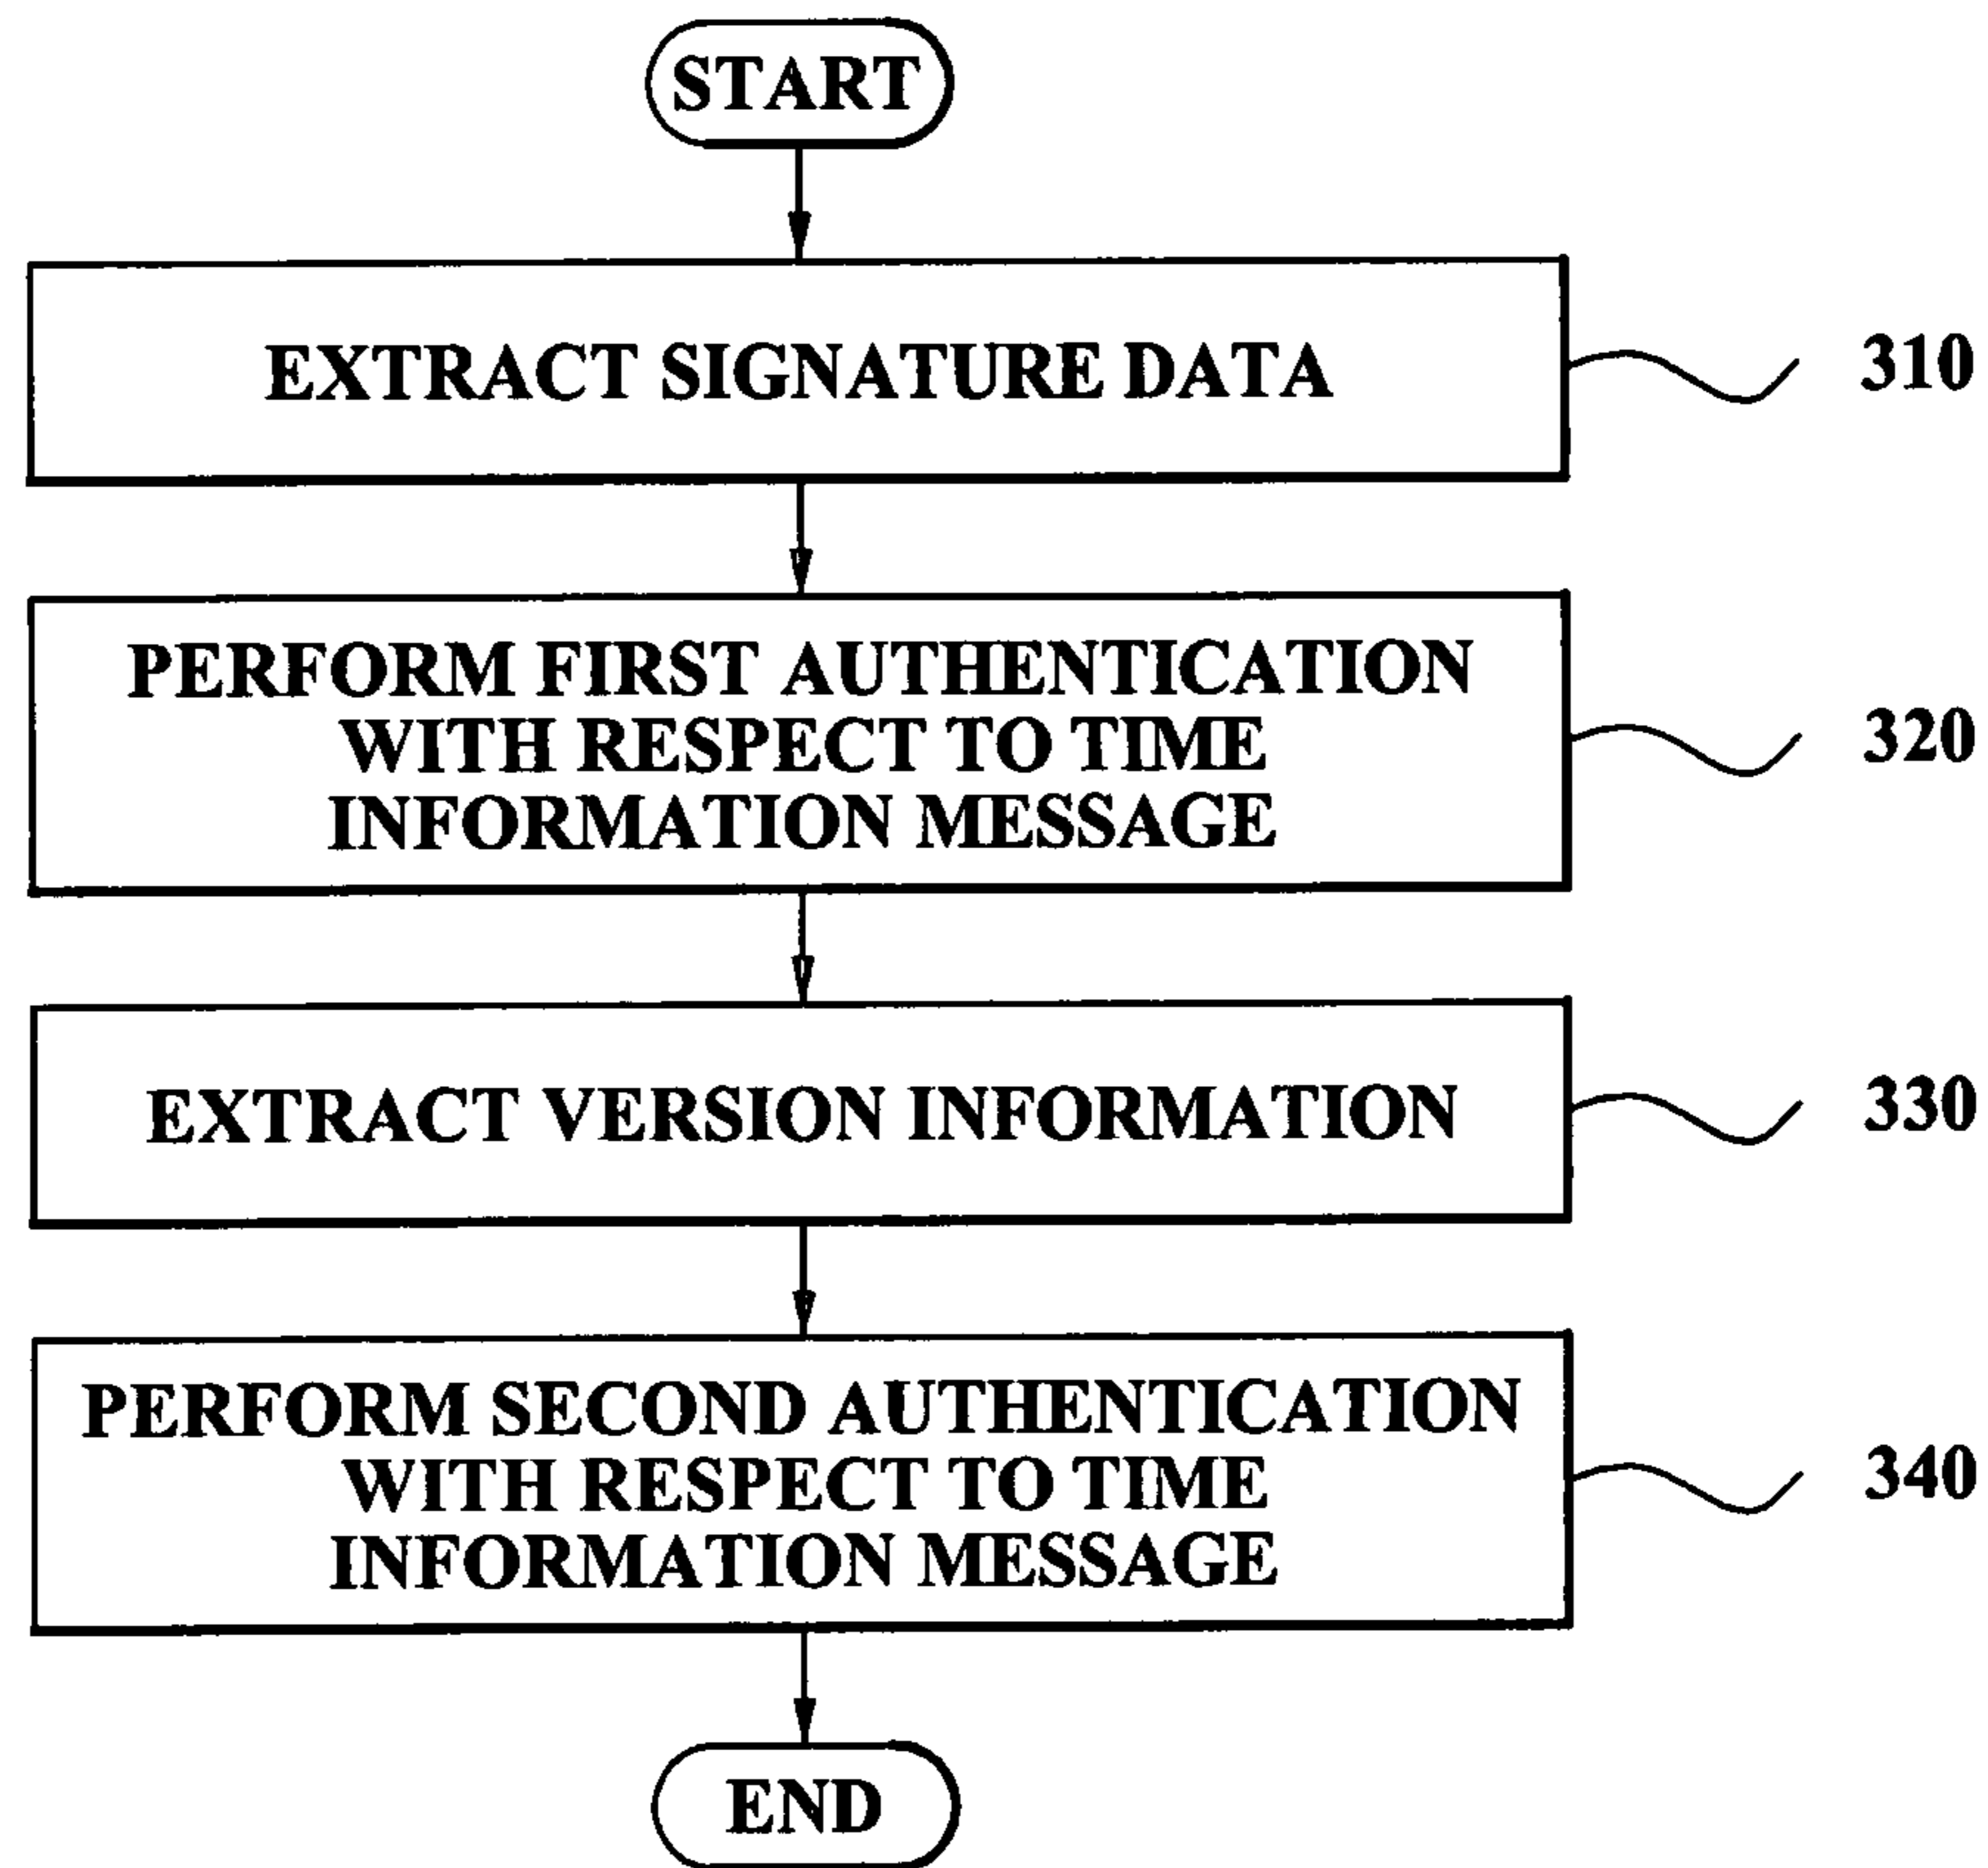 START
EXTRACT SIGNATURE DATA
310
PERFORM FIRST AUTHENTICATION
WITH RESPECT TO TIME
INFORMATION MESSAGE
320
EXTRACT VERSION INFORMATION
330
PERFORM SECOND AUTHENTICATION
WITH RESPECT TO TIME
INFORMATION MESSAGE
340
END